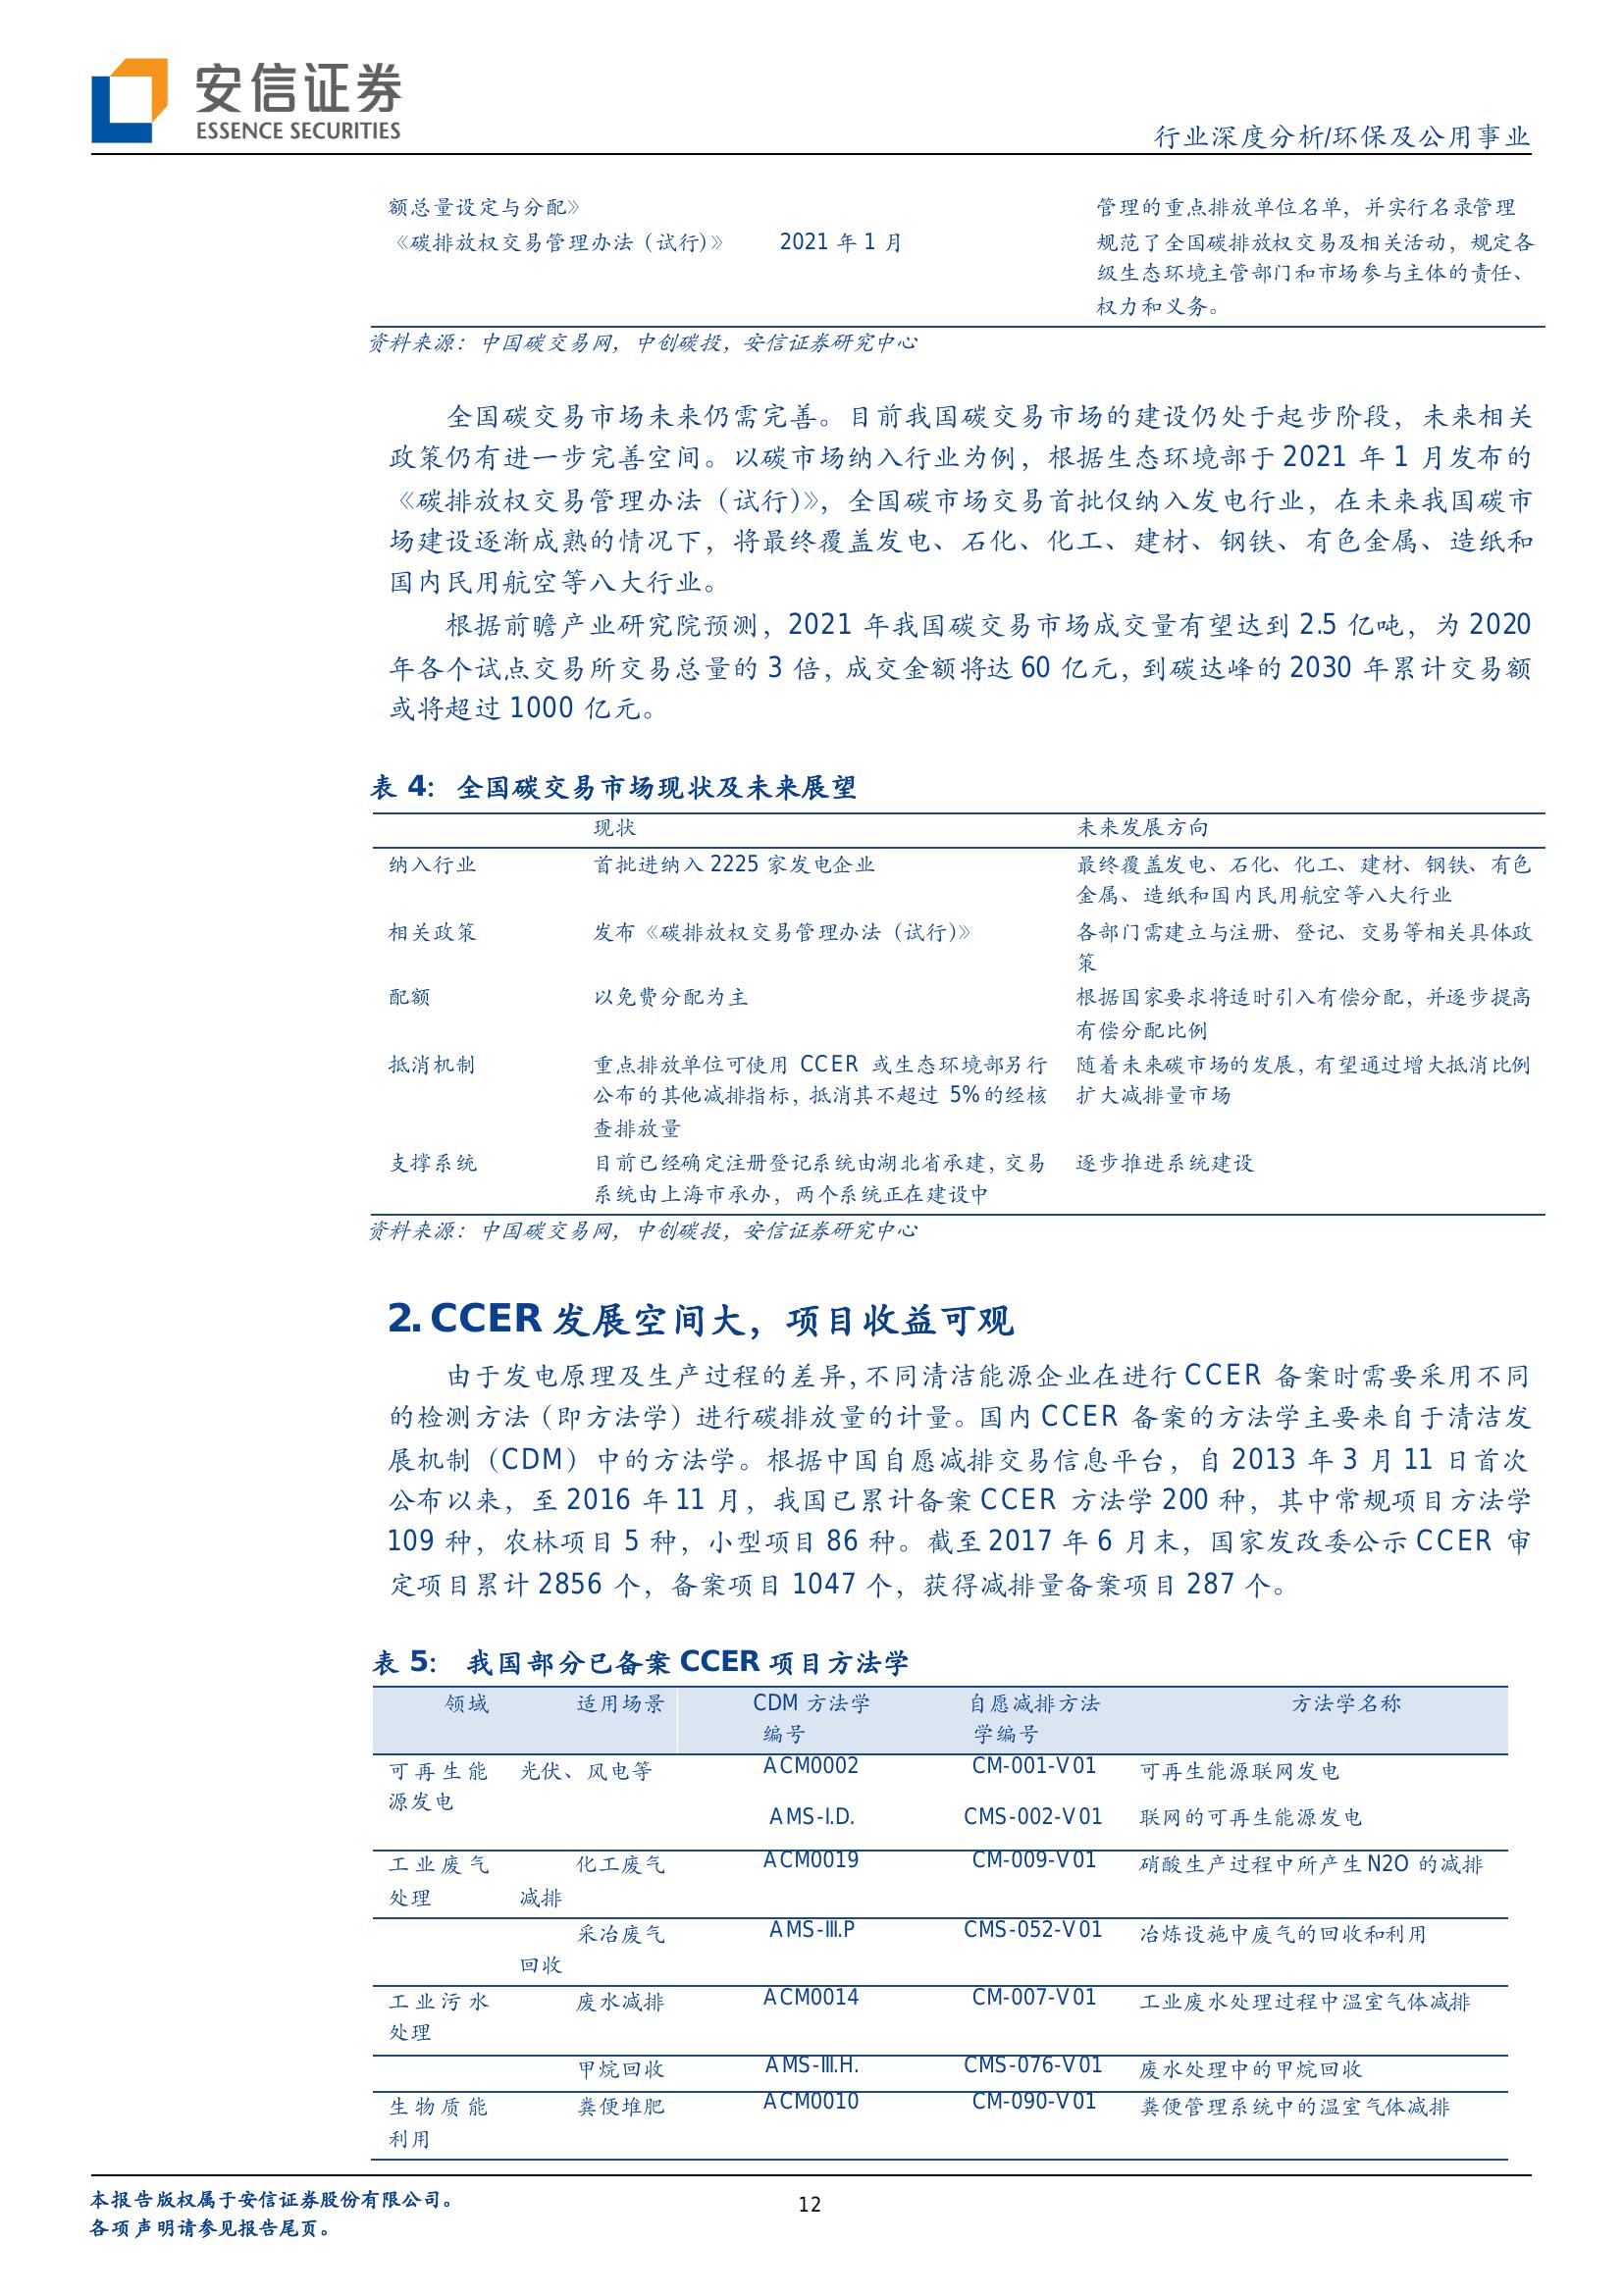 安信证券
ESSENCE SECURITIES
行业深度分析/环保及公用事业
额总量设定与分配》 管理的重点排放单位名单，并实行名录管理
《碳排放权交易管理办法（试行)》 2021 年 1 月 规范了全国碳排放权交易及相关活动，规定各
级生态环境主管部门和市场参与主体的责任、
权力和义务。
资料来源：中国碳交易网，中创碳投，安信证券研究中心
全国碳交易市场未来仍需完善。目前我国碳交易市场的建设仍处于起步阶段，未来相关
政策仍有进一步完善空间。以碳市场纳入行业为例，根据生态环境部于 2021 年 1 月发布的
《碳排放权交易管理办法（试行)》，全国碳市场交易首批仅纳入发电行业，在未来我国碳市
场建设逐渐成熟的情况下，将最终覆盖发电、石化、化工、建材、钢铁、有色金属、造纸和
国内民用航空等八大行业。
根据前瞻产业研究院预测，2021 年我国碳交易市场成交量有望达到 2.5 亿吨，为 2020
年各个试点交易所交易总量的 3 倍，成交金额将达 60 亿元，到碳达峰的 2030 年累计交易额
或将超过 1000 亿元。
表 4：全国碳交易市场现状及未来展望
现状 未来发展方向
纳入行业 首批进纳入 2225 家发电企业 最终覆盖发电、石化、化工、建材、钢铁、有色
金属、造纸和国内民用航空等八大行业
相关政策 发布《碳排放权交易管理办法（试行)》 各部门需建立与注册、登记、交易等相关具体政
策
配额 以免费分配为主 根据国家要求将适时引入有偿分配，并逐步提高
有偿分配比例
抵消机制 重点排放单位可使用 CCER 或生态环境部另行 随着未来碳市场的发展，有望通过增大抵消比例
公布的其他减排指标，抵消其不超过 5%的经核 扩大减排量市场
查排放量
支撑系统 目前已经确定注册登记系统由湖北省承建，交易 逐步推进系统建设
系统由上海市承办，两个系统正在建设中
资料来源：中国碳交易网，中创碳投，安信证券研究中心
2. CCER 发展空间大，项目收益可观
由于发电原理及生产过程的差异，不同清洁能源企业在进行 CCER 备案时需要采用不同
的检测方法（即方法学）进行碳排放量的计量。国内 CCER 备案的方法学主要来自于清洁发
展机制（CDM）中的方法学。根据中国自愿减排交易信息平台，自 2013 年 3 月 11 日首次
公布以来，至 2016 年 11 月，我国已累计备案 CCER 方法学 200 种，其中常规项目方法学
109 种，农林项目 5 种，小型项目 86 种。截至 2017 年 6 月末，国家发改委公示 CCER 审
定项目累计 2856 个，备案项目 1047 个，获得减排量备案项目 287 个。
表 5： 我国部分已备案 CCER 项目方法学
领域 适用场景 CDM 方法学 自愿减排方法 方法学名称
编号 学编号
可再生能 光伏、风电等 ACM0002 CM-001-V01 可再生能源联网发电
源发电
AMS-I.D. CMS-002-V01 联网的可再生能源发电
工业废气 化工废气 ACM0019 CM-009-V01 硝酸生产过程中所产生 N2O 的减排
处理 减排
采冶废气 AMS-Ⅲ.P CMS-052-V01 冶炼设施中废气的回收和利用
回收
工业污水 废水减排 ACM0014 CM-007-V01 工业废水处理过程中温室气体减排
处理
甲烷回收 AMS-Ⅲ.H. CMS-076-V01 废水处理中的甲烷回收
生物质能 粪便堆肥 ACM0010 CM-090-V01 粪便管理系统中的温室气体减排
利用
本报告版权属于安信证券股份有限公司。
各项声明请参见报告尾页。
12